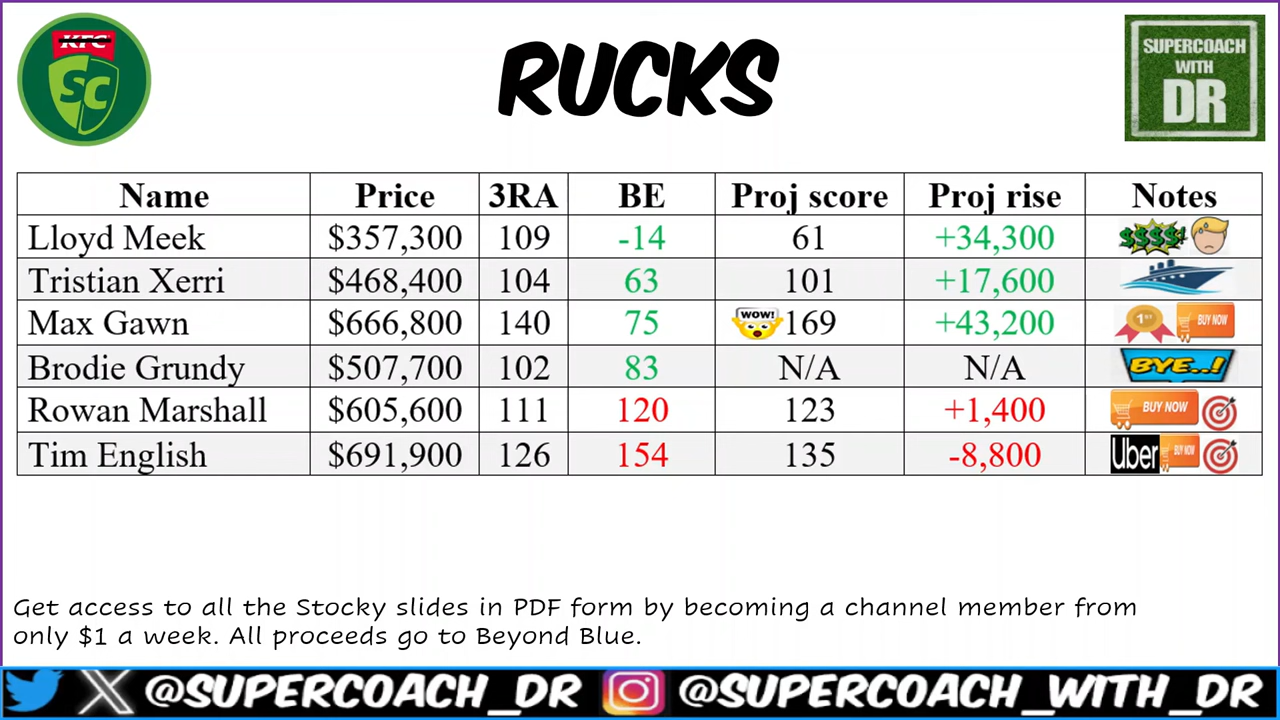 KFC
SC
RUCKS
SUPERCOACH
WITH
DR
Name Price 3RA BE Proj score Proj rise Notes
Lloyd Meek $357,300 109 -14 61 +34,300 $$$$!
Tristian Xerri $468,400 104 63 101 +17,600
Max Gawn $666,800 140 75 WOW! 169 +43,200 1ST BUY NOW
Brodie Grundy $507,700 102 83 N/A N/A BYE..!
Rowan Marshall $605,600 111 120 123 +1,400 BUY NOW
Tim English $691,900 126 154 135 -8,800 Uber BUY NOW
Get access to all the Stocky slides in PDF form by becoming a channel member from
only $1 a week. All proceeds go to Beyond Blue.
@SUPERCOACH_DR @SUPERCOACH_WITH_DR